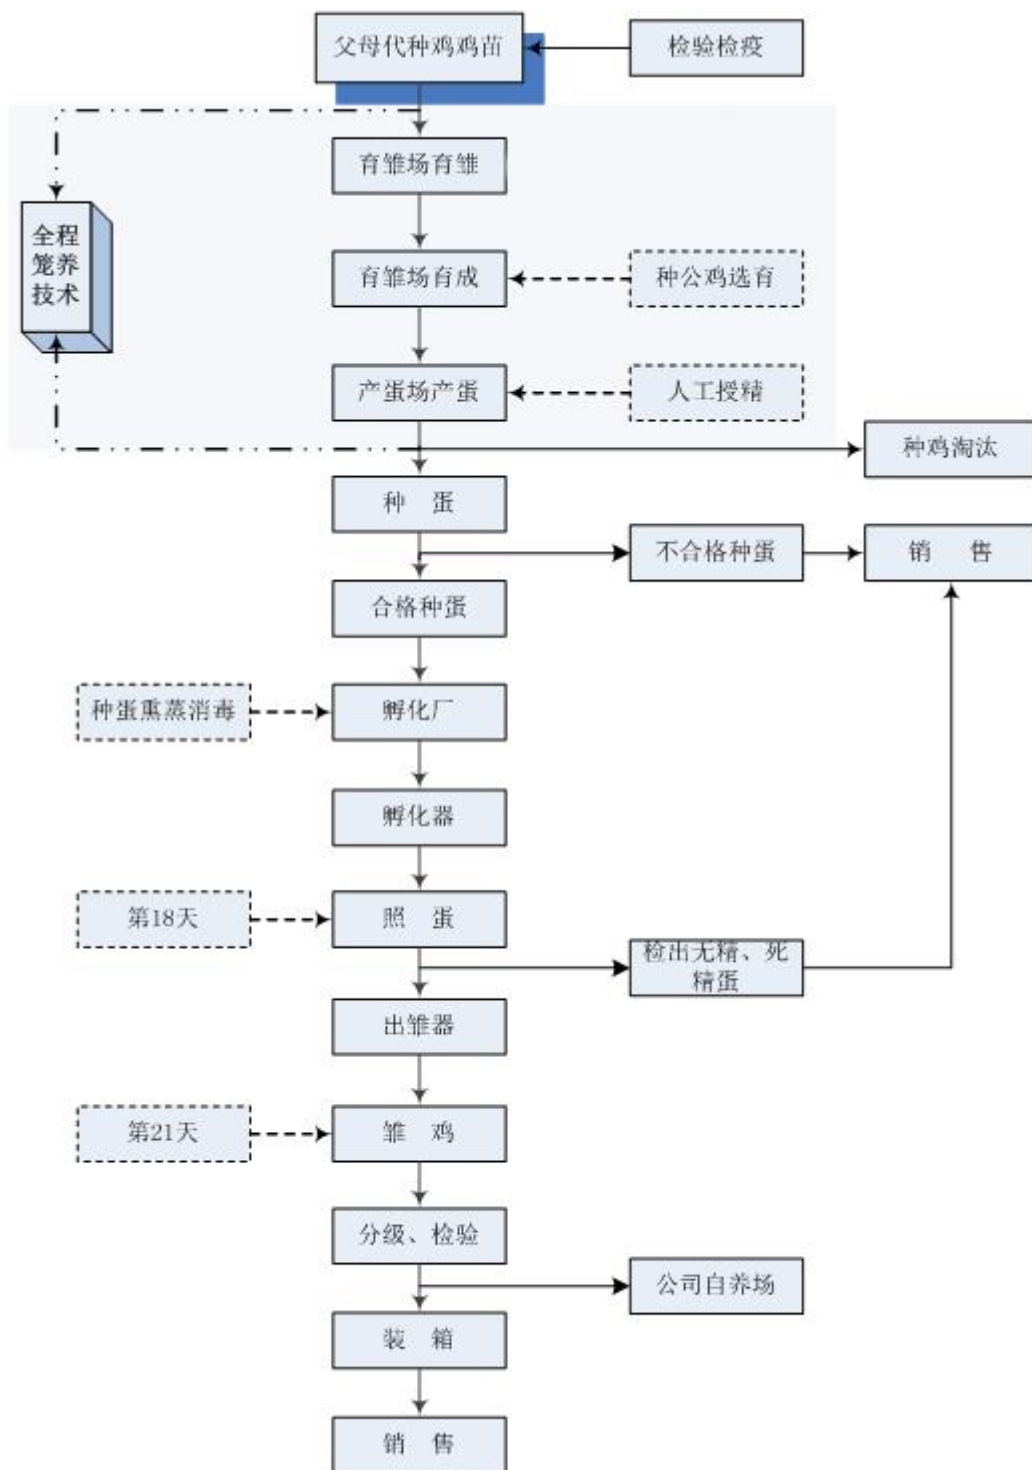 父母代种鸡鸡苗
检验检疫
育雏场育雏
全程
笼养
技术
育雏场育成
种公鸡选育
产蛋场产蛋
人工授精
种鸡淘汰
种 蛋
不合格种蛋
销 售
合格种蛋
种蛋熏蒸消毒
孵化厂
孵化器
第18天
照 蛋
检出无精、死
精蛋
出雏器
第21天
雏 鸡
分级、检验
公司自养场
装 箱
销 售